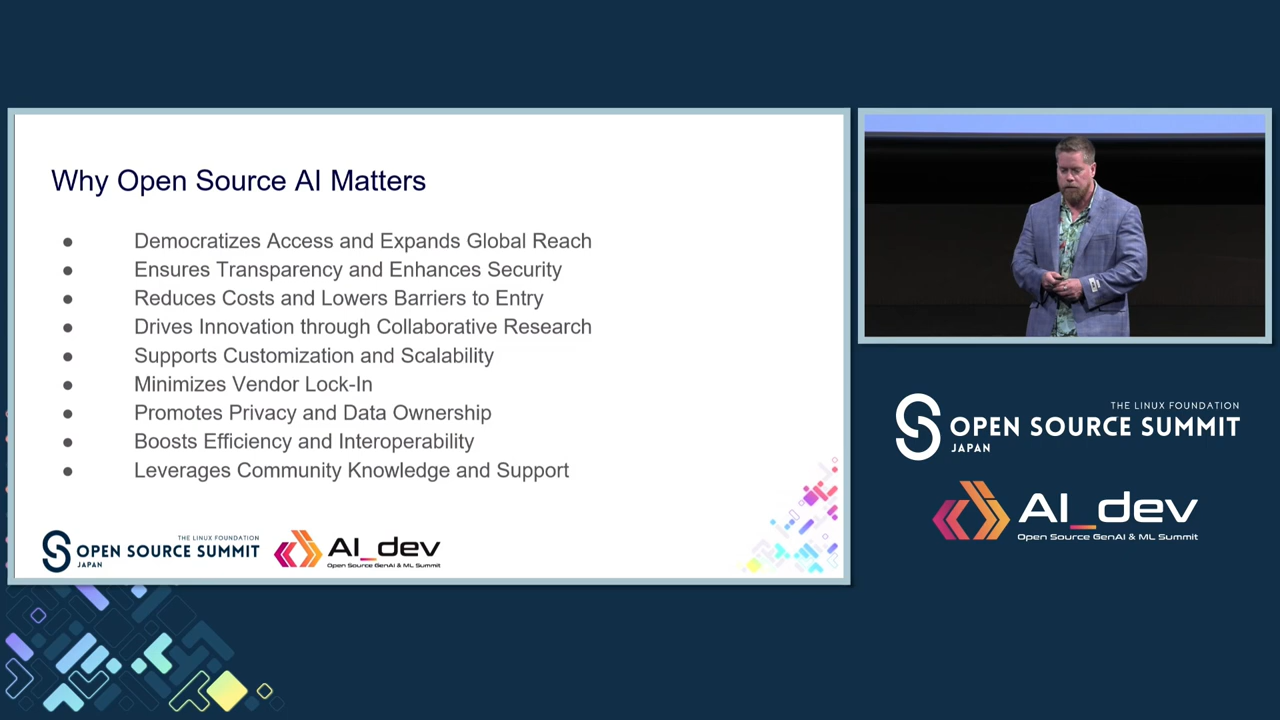 Why Open Source AI Matters
● Democratizes Access and Expands Global Reach
● Ensures Transparency and Enhances Security
● Reduces Costs and Lowers Barriers to Entry
● Drives Innovation through Collaborative Research
● Supports Customization and Scalability
● Minimizes Vendor Lock-In
● Promotes Privacy and Data Ownership
● Boosts Efficiency and Interoperability
● Leverages Community Knowledge and Support
THE LINUX FOUNDATION
OPEN SOURCE SUMMIT
JAPAN
AI_dev
Open Source GenAI & ML Summit
THE LINUX FOUNDATION
OPEN SOURCE SUMMIT
JAPAN
AI_dev
Open Source GenAI & ML Summit